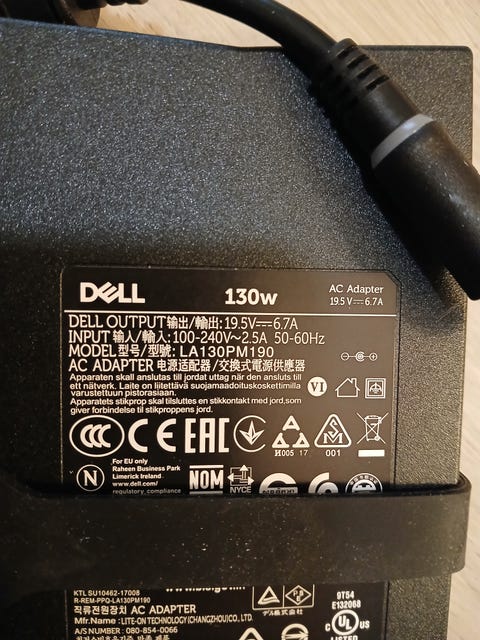 DELL
130w
AC Adapter
19.5V⎓6.7A
DELL OUTPUT输出/輸出:19.5V⎓6.7A
INPUT 输入/輸入:100-240V~2.5A 50-60Hz
MODEL型号/型號: LA130PM190
AC ADAPTER 电源适配器/交換式電源供應器
Apparaten skall anslutas till jordat uttag när den ansluts till
ett nätverk. Laite on liitettävä suojamaadoituskoskettimilla
varustettuun pistorasiaan.
Apparatets stikprop skal tilsluttes en stikkontakt med jord,som
giver forbindelse til stikproppens jord.
VI
CCC CE EAC
И005 17
001
N
For EU only
Raheen Business Park
Limerick Ireland
www.dell.com/
regulatory_compliance
NOM
NYCE
KTL SU10462-17008
R-REM-PPQ-LA130PM190
직류전원장치 AC ADAPTER
Mfr.Name: LITE-ON TECHNOLOGY(CHANGZHOU)CO., LTD.
A/S NUMBER : 080-854-0066
PSE
9T54
E132068
c UL us
LISTED